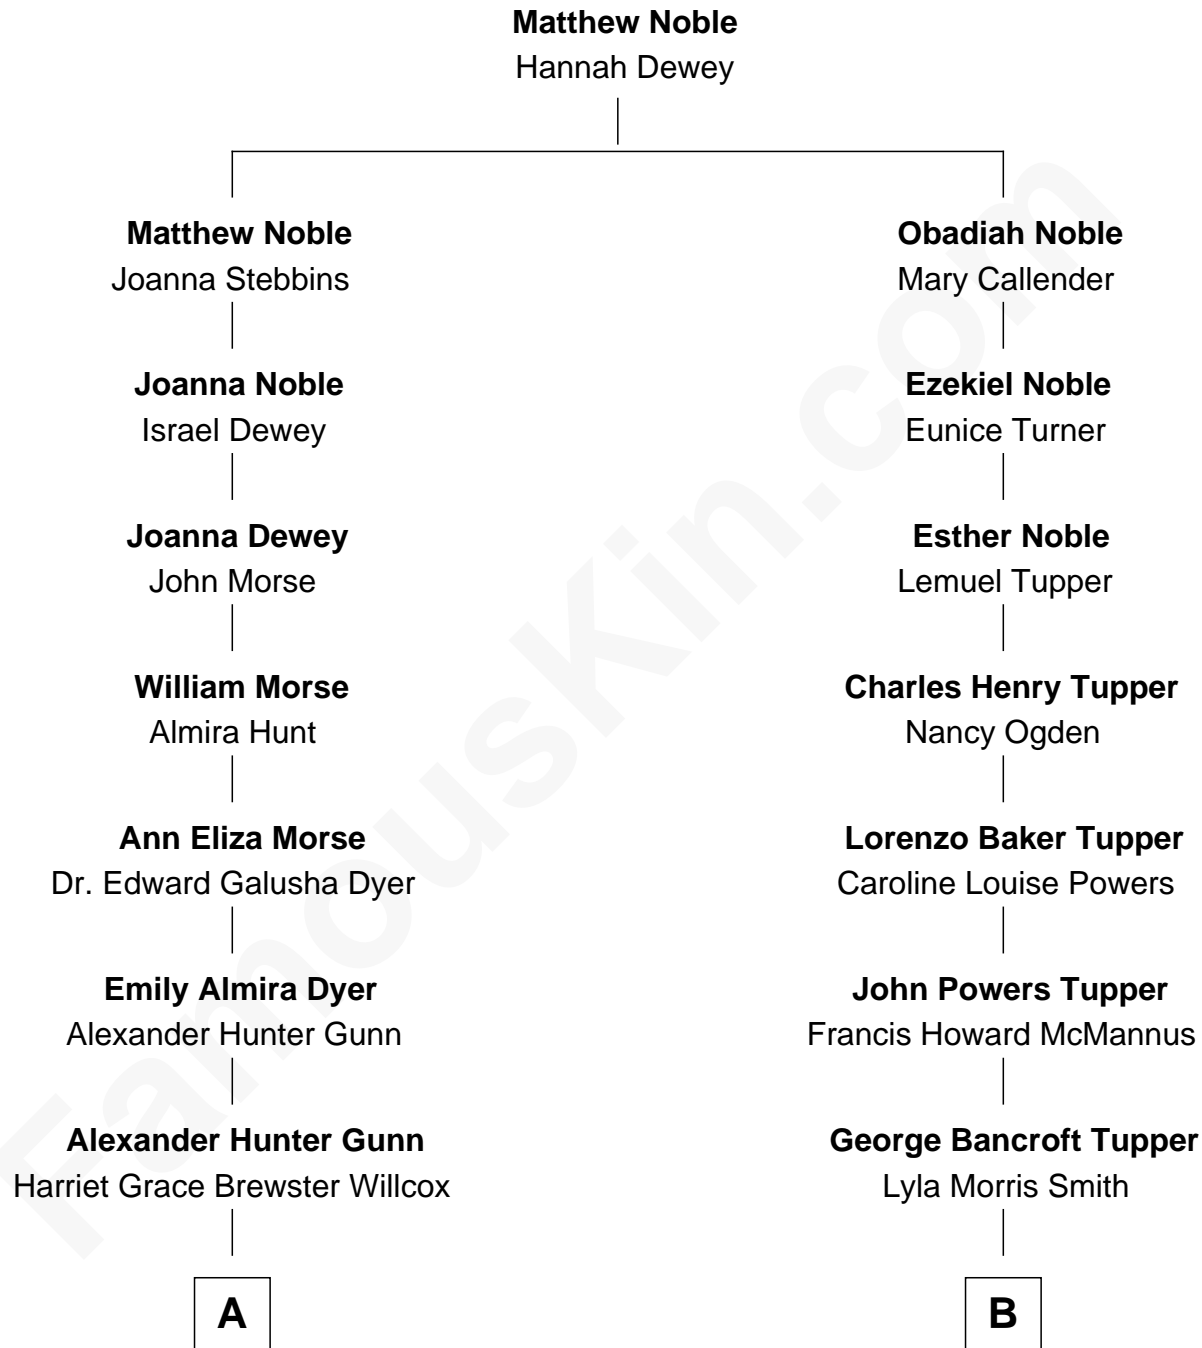 Matthew Noble
Hannah Dewey
Matthew Noble
Joanna Stebbins
Obadiah Noble
Mary Callender
Joanna Noble
Israel Dewey
Ezekiel Noble
Eunice Turner
Joanna Dewey
John Morse
Esther Noble
Lemuel Tupper
William Morse
Almira Hunt
Charles Henry Tupper
Nancy Ogden
Ann Eliza Morse
Dr. Edward Galusha Dyer
Lorenzo Baker Tupper
Caroline Louise Powers
Emily Almira Dyer
Alexander Hunter Gunn
John Powers Tupper
Francis Howard McMannus
Alexander Hunter Gunn
Harriet Grace Brewster Willcox
George Bancroft Tupper
Lyla Morris Smith
A
B
FamousKin.com